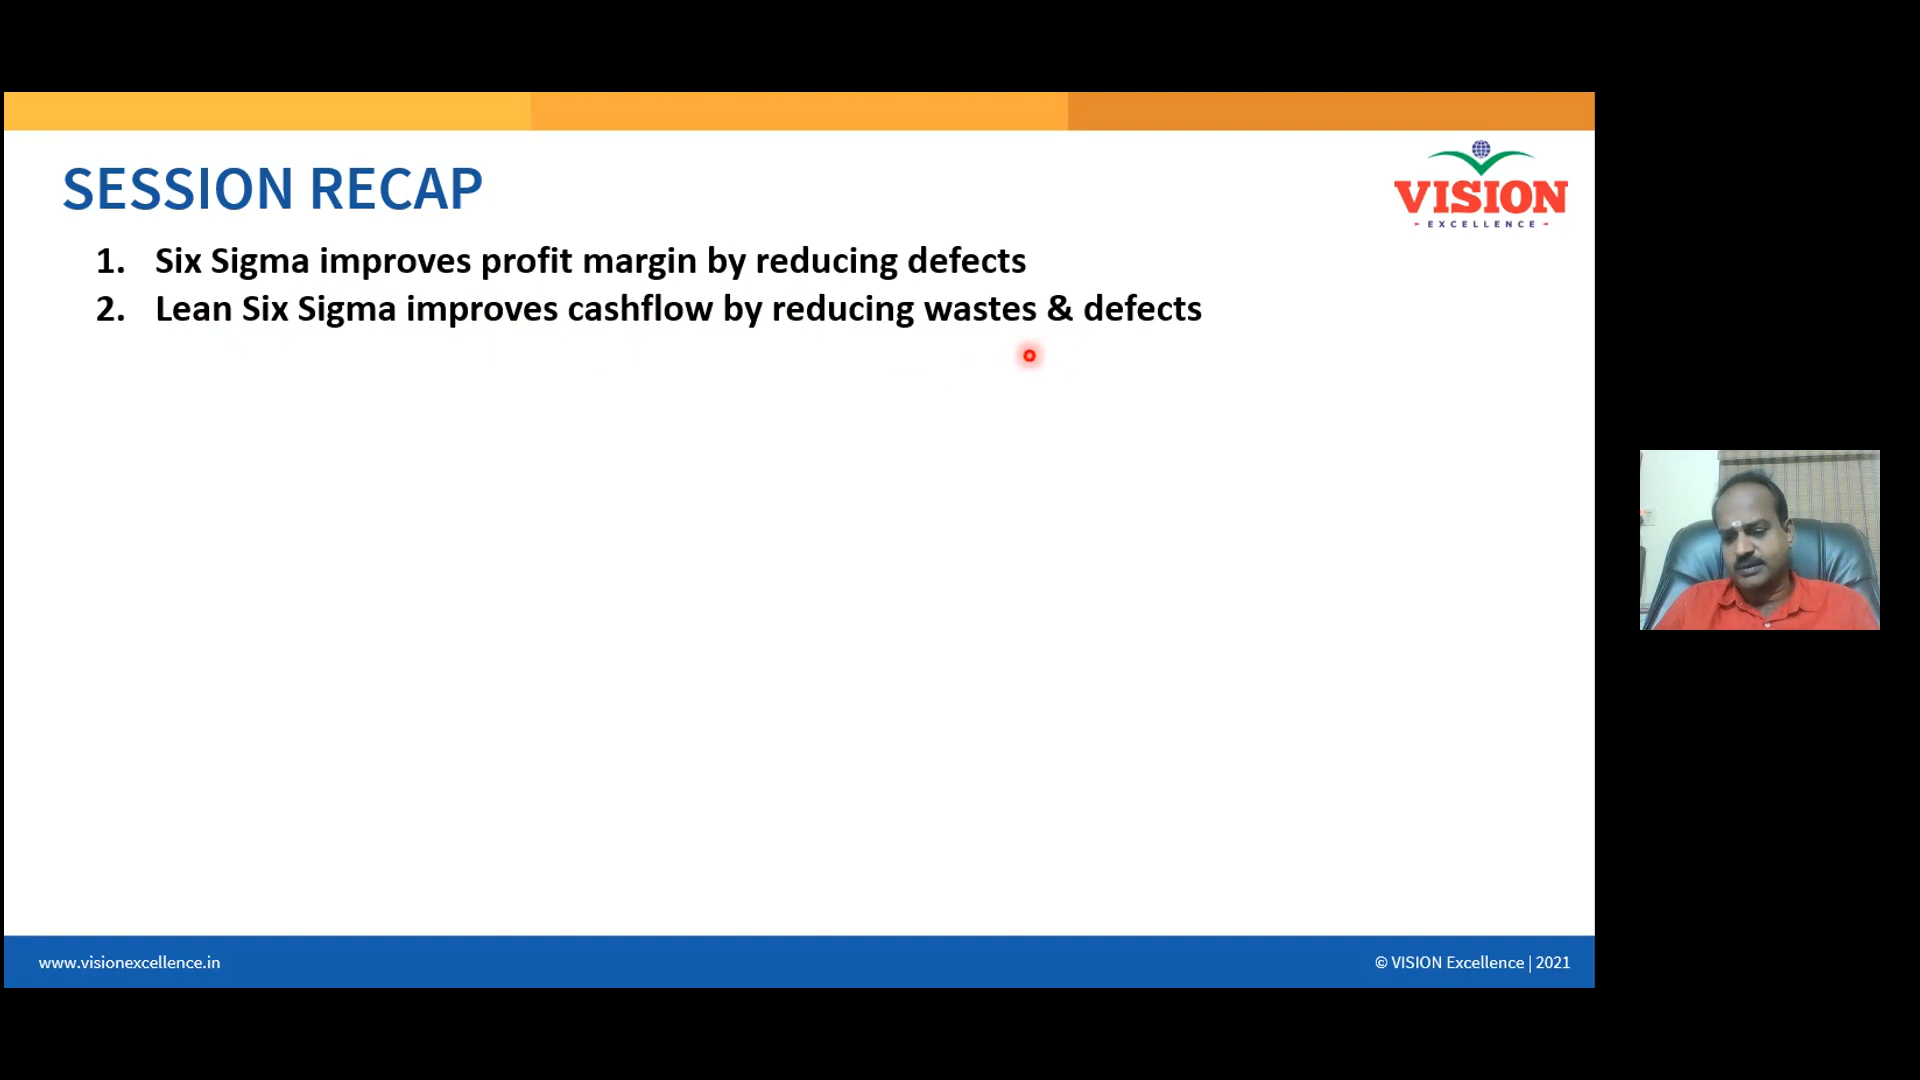 SESSION RECAP
VISION
EXCELLENCE
1. Six Sigma improves profit margin by reducing defects
2. Lean Six Sigma improves cashflow by reducing wastes & defects
www.visionexcellence.in
© VISION Excellence | 2021